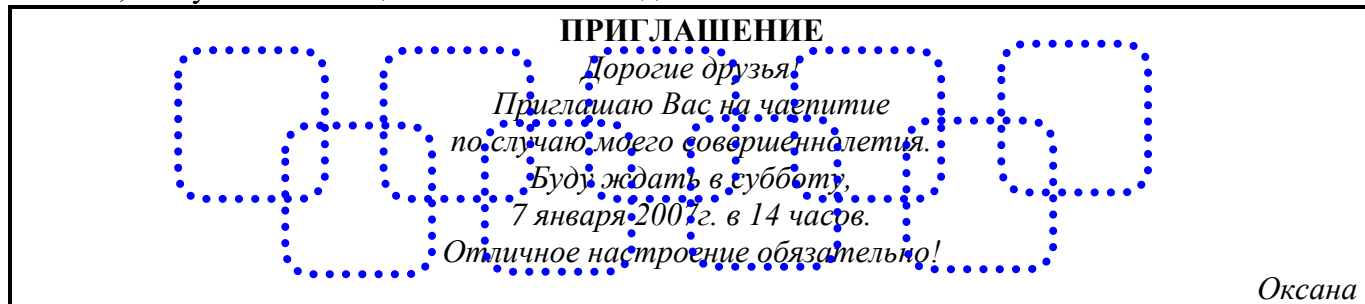 ПРИГЛАШЕНИЕ
Дорогие друзья!
Приглашаю Вас на чаепитие
по случаю моего совершеннолетия.
Буду ждать в субботу,
7 января 2007г. в 14 часов.
Отличное настроение обязательно!
Оксана